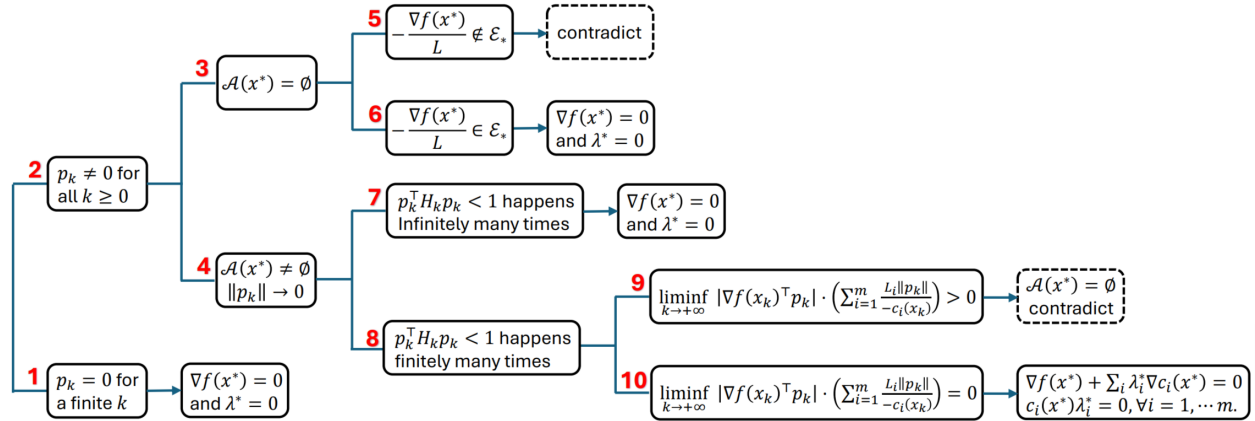 5
$-\frac{\nabla f(x^*)}{L} \notin \mathcal{E}_*$
contradict
3
$\mathcal{A}(x^*) = \emptyset$
6
$-\frac{\nabla f(x^*)}{L} \in \mathcal{E}_*$
$\nabla f(x^*) = 0$
and $\lambda^* = 0$
2
$p_k \neq 0$ for
all $k \geq 0$
7
$p_k^\top H_k p_k < 1$ happens
Infinitely many times
$\nabla f(x^*) = 0$
and $\lambda^* = 0$
4
$\mathcal{A}(x^*) \neq \emptyset$
$\|p_k\| \to 0$
9
$\liminf_{k \to +\infty} |\nabla f(x_k)^\top p_k| \cdot \left(\sum_{i=1}^m \frac{L_i \|p_k\|}{-c_i(x_k)}\right) > 0$
$\mathcal{A}(x^*) = \emptyset$
contradict
8
$p_k^\top H_k p_k < 1$ happens
finitely many times
1
$p_k = 0$ for
a finite $k$
$\nabla f(x^*) = 0$
and $\lambda^* = 0$
10
$\liminf_{k \to +\infty} |\nabla f(x_k)^\top p_k| \cdot \left(\sum_{i=1}^m \frac{L_i \|p_k\|}{-c_i(x_k)}\right) = 0$
$\nabla f(x^*) + \sum_i \lambda_i^* \nabla c_i(x^*) = 0$
$c_i(x^*)\lambda_i^* = 0, \forall i = 1, \cdots m.$